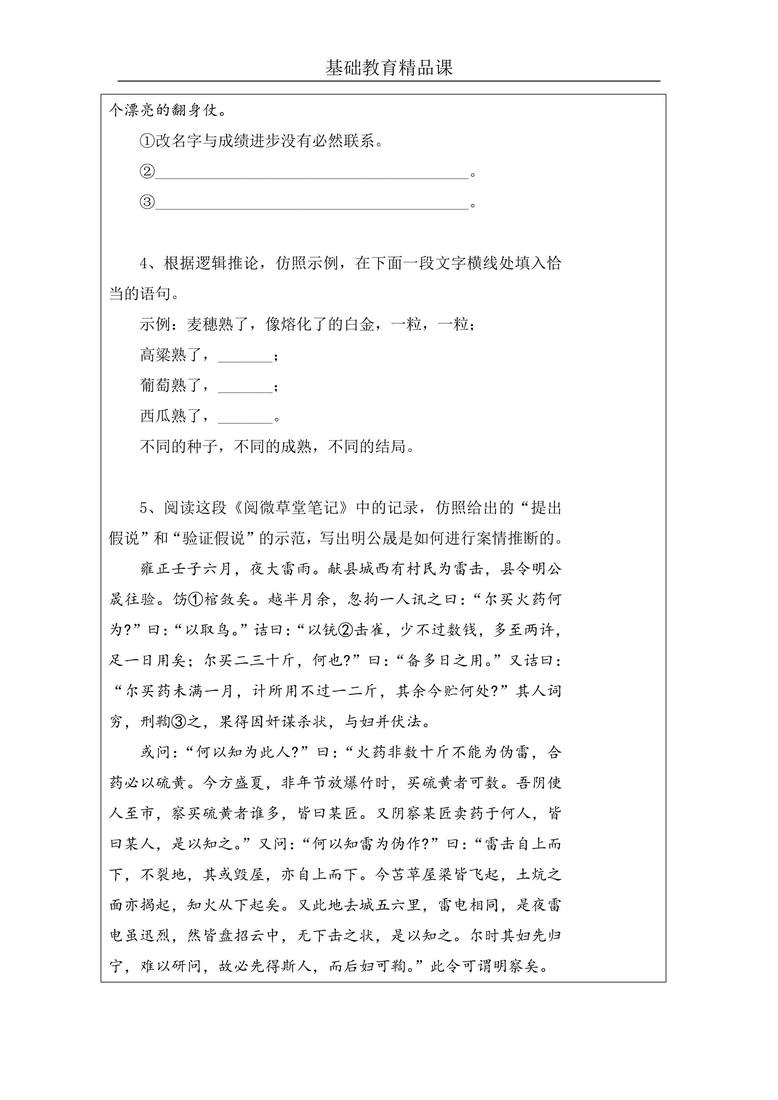 基础教育精品课
个漂亮的翻身仗。
①改名字与成绩进步没有必然联系。
②________________________________________。
③________________________________________。
4、根据逻辑推论，仿照示例，在下面一段文字横线处填入恰
当的语句。
示例：麦穗熟了，像熔化了的白金，一粒，一粒；
高粱熟了，_______；
葡萄熟了，_______；
西瓜熟了，_______。
不同的种子，不同的成熟，不同的结局。
5、阅读这段《阅微草堂笔记》中的记录，仿照给出的“提出
假说”和“验证假说”的示范，写出明公晟是如何进行案情推断的。
雍正壬子六月，夜大雷雨。献县城西有村民为雷击，县令明公
晟往验。饬①棺敛矣。越半月余，忽拘一人讯之曰：“尔买火药何
为?”曰：“以取鸟。”诘曰：“以铳②击雀，少不过数钱，多至两许，
足一日用矣；尔买二三十斤，何也?”曰：“备多日之用。”又诘曰：
“尔买药未满一月，计所用不过一二斤，其余今贮何处?”其人词
穷，刑鞫③之，果得因奸谋杀状，与妇并伏法。
或问：“何以知为此人?”曰：“火药非数十斤不能为伪雷，合
药必以硫黄。今方盛夏，非年节放爆竹时，买硫黄者可数。吾阴使
人至市，察买硫黄者谁多，皆曰某匠。又阴察某匠卖药于何人，皆
曰某人，是以知之。”又问：“何以知雷为伪作?”曰：“雷击自上而
下，不裂地，其或毁屋，亦自上而下。今苫草屋梁皆飞起，土炕之
面亦揭起，知火从下起矣。又此地去城五六里，雷电相同，是夜雷
电虽迅烈，然皆盘招云中，无下击之状，是以知之。尔时其妇先归
宁，难以研问，故必先得斯人，而后妇可鞫。”此令可谓明察矣。